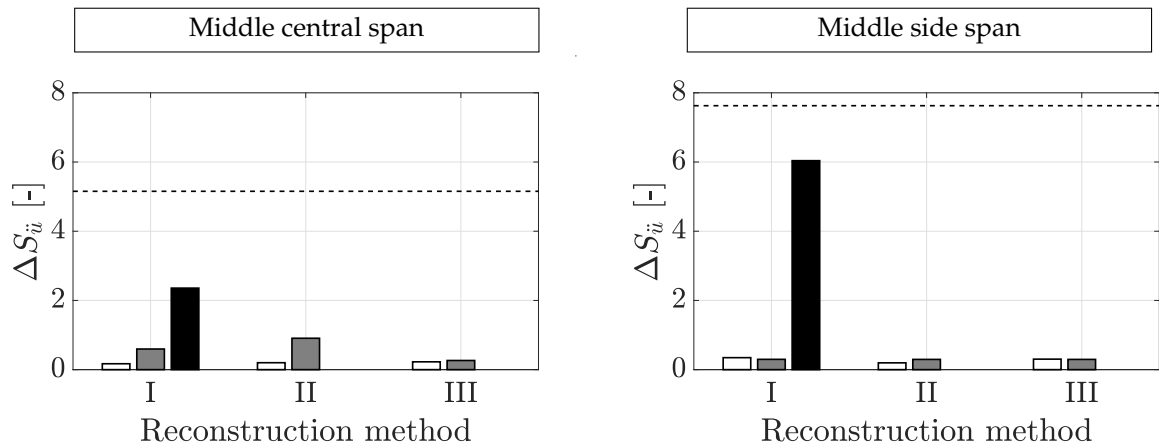 Middle central span
8
6
4
2
0
ΔS_ü [-]
I II III
Reconstruction method
Middle side span
8
6
4
2
0
ΔS_ü [-]
I II III
Reconstruction method